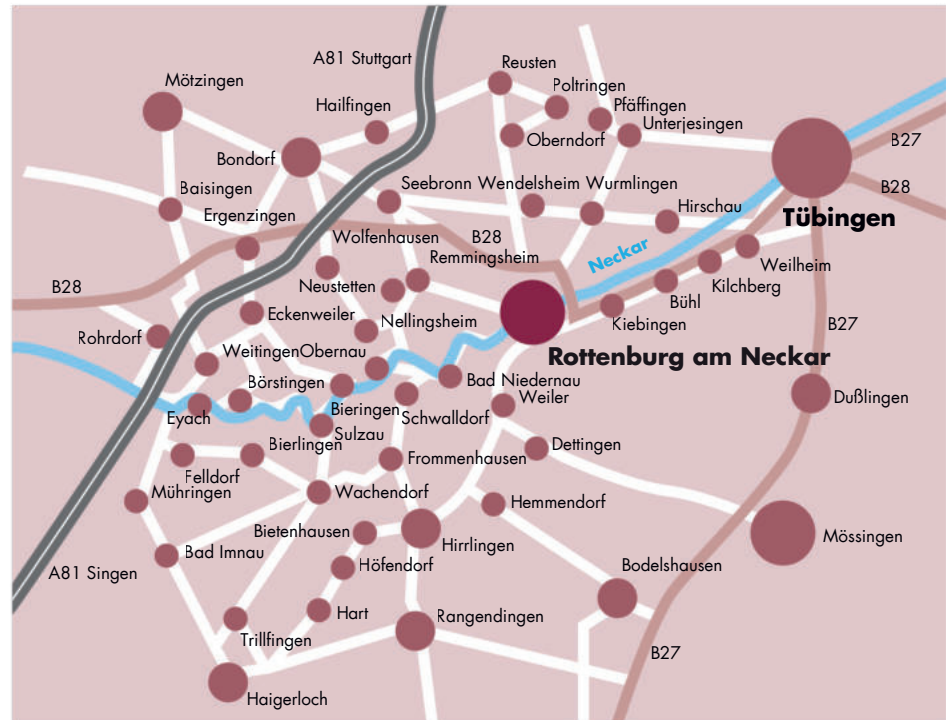 A81 Stuttgart
Reusten
Mötzingen
Poltringen
Hailfingen
Pfäffingen
Unterjesingen
Oberndorf
B27
Bondorf
Seebronn
Wendelsheim
Wurmlingen
B28
Baisingen
Hirschau
Tübingen
Ergenzingen
Wolfenhausen
B28
Neckar
Remmingsheim
Weilheim
B28
Neustetten
Kilchberg
Bühl
Eckenweiler
Nellingsheim
Kiebingen
B27
Rohrdorf
Weitingen
Obernau
Rottenburg am Neckar
Börstingen
Bad Niedernau
Bieringen
Weiler
Dußlingen
Eyach
Schwalldorf
Sulzau
Bierlingen
Dettingen
Felldorf
Frommenhausen
Mühringen
Wachendorf
Hemmendorf
Bietenhausen
Mössingen
Bad Imnau
Hirrlingen
A81 Singen
Höfendorf
Bodelshausen
Hart
Rangendingen
Trillfingen
B27
Haigerloch